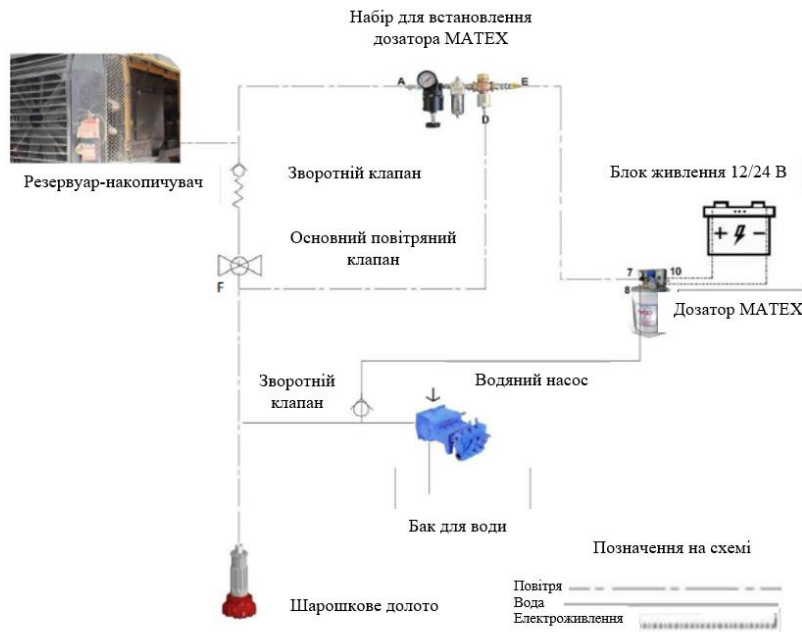 Набір для встановлення
дозатора MATEX
A
E
D
Резервуар-накопичувач
Зворотній клапан
Блок живлення 12/24 В
Основний повітряний
клапан
F
7
10
8
Дозатор MATEX
Зворотній
клапан
Водяний насос
Бак для води
Шарошкове долото
Позначення на схемі
Повітря
Вода
Електроживлення